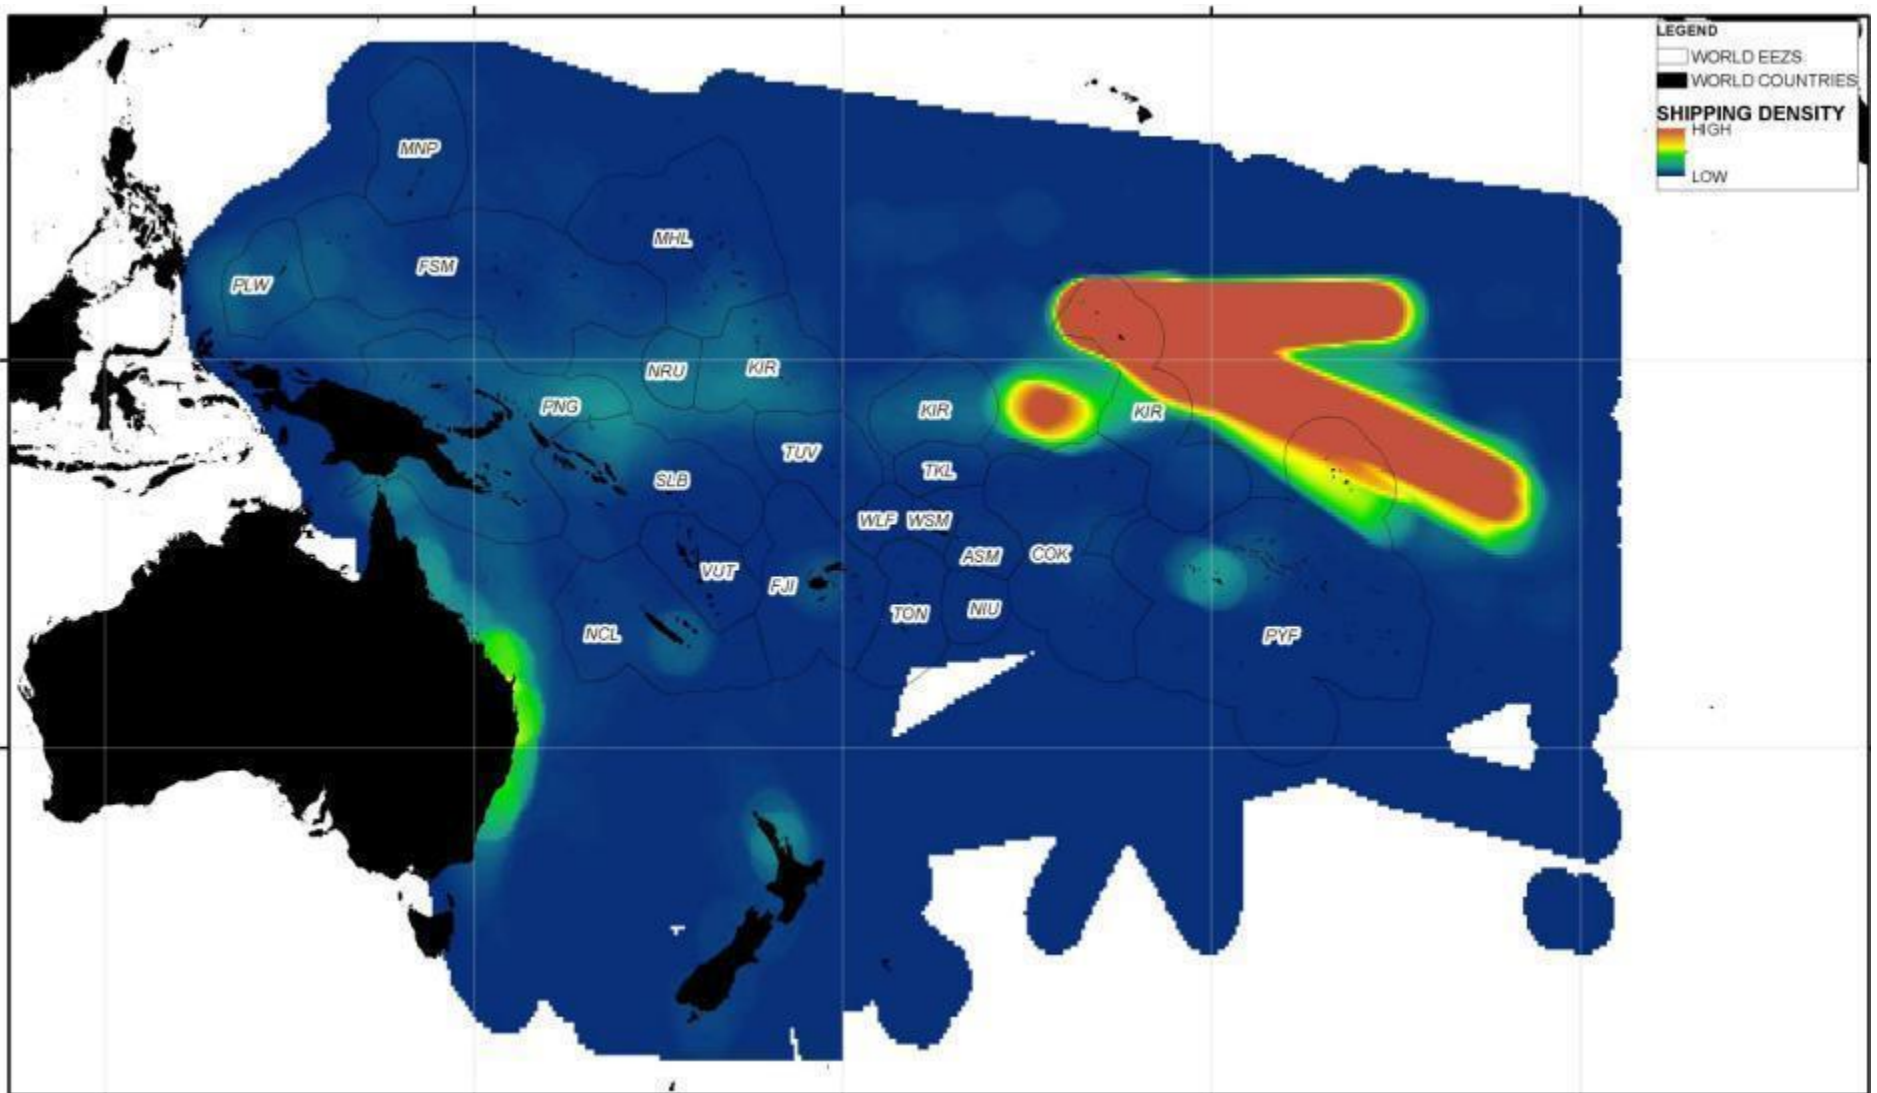 LEGEND
WORLD EEZS
WORLD COUNTRIES
SHIPPING DENSITY
HIGH
LOW
MNP
MHL
FSM
PLW
NRU
KIR
PNG
KIR
KIR
TUV
TKL
SLB
WLF
WSM
ASM
COK
VUT
FJI
TON
NIU
NCL
PYF